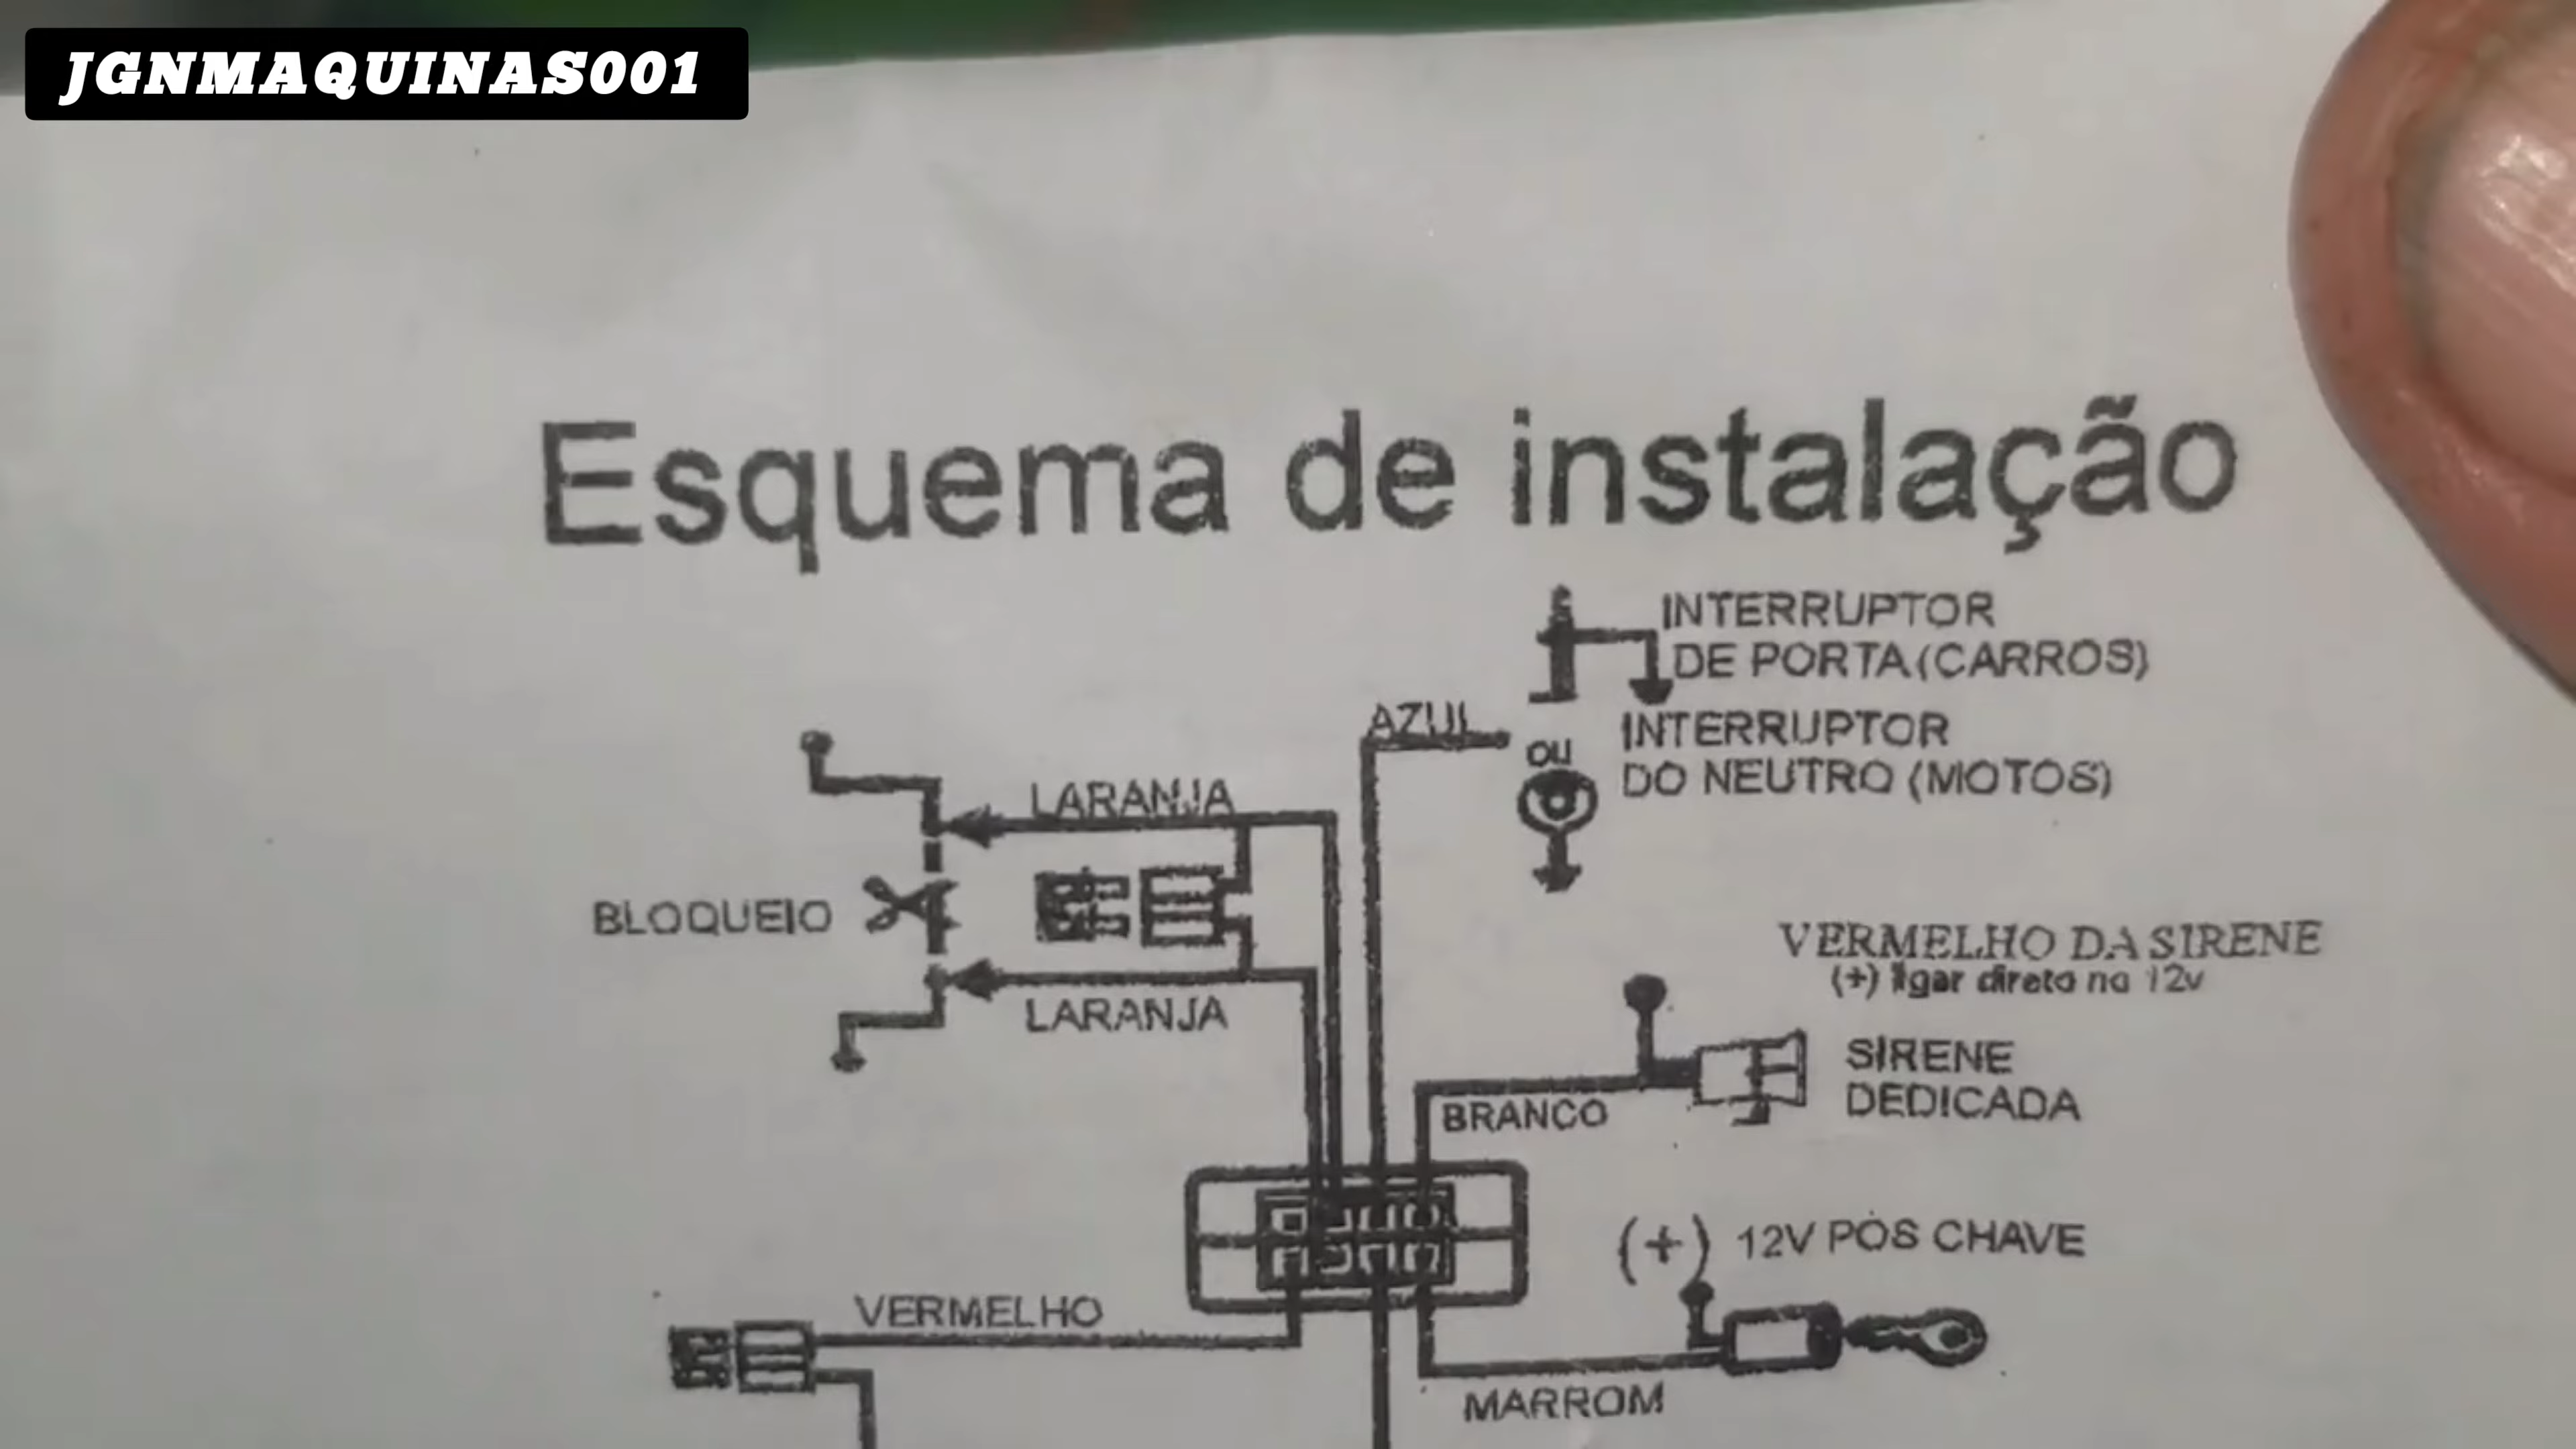 JGNMAQUINAS001
Esquema de instalação
INTERRUPTOR
DE PORTA (CARROS)
AZUL
OU
INTERRUPTOR
DO NEUTRO (MOTOS)
LARANJA
BLOQUEIO
LARANJA
VERMELHO DA SIRENE
(+) ligar direto no 12v
SIRENE
DEDICADA
BRANCO
(+) 12V PÓS CHAVE
VERMELHO
MARROM